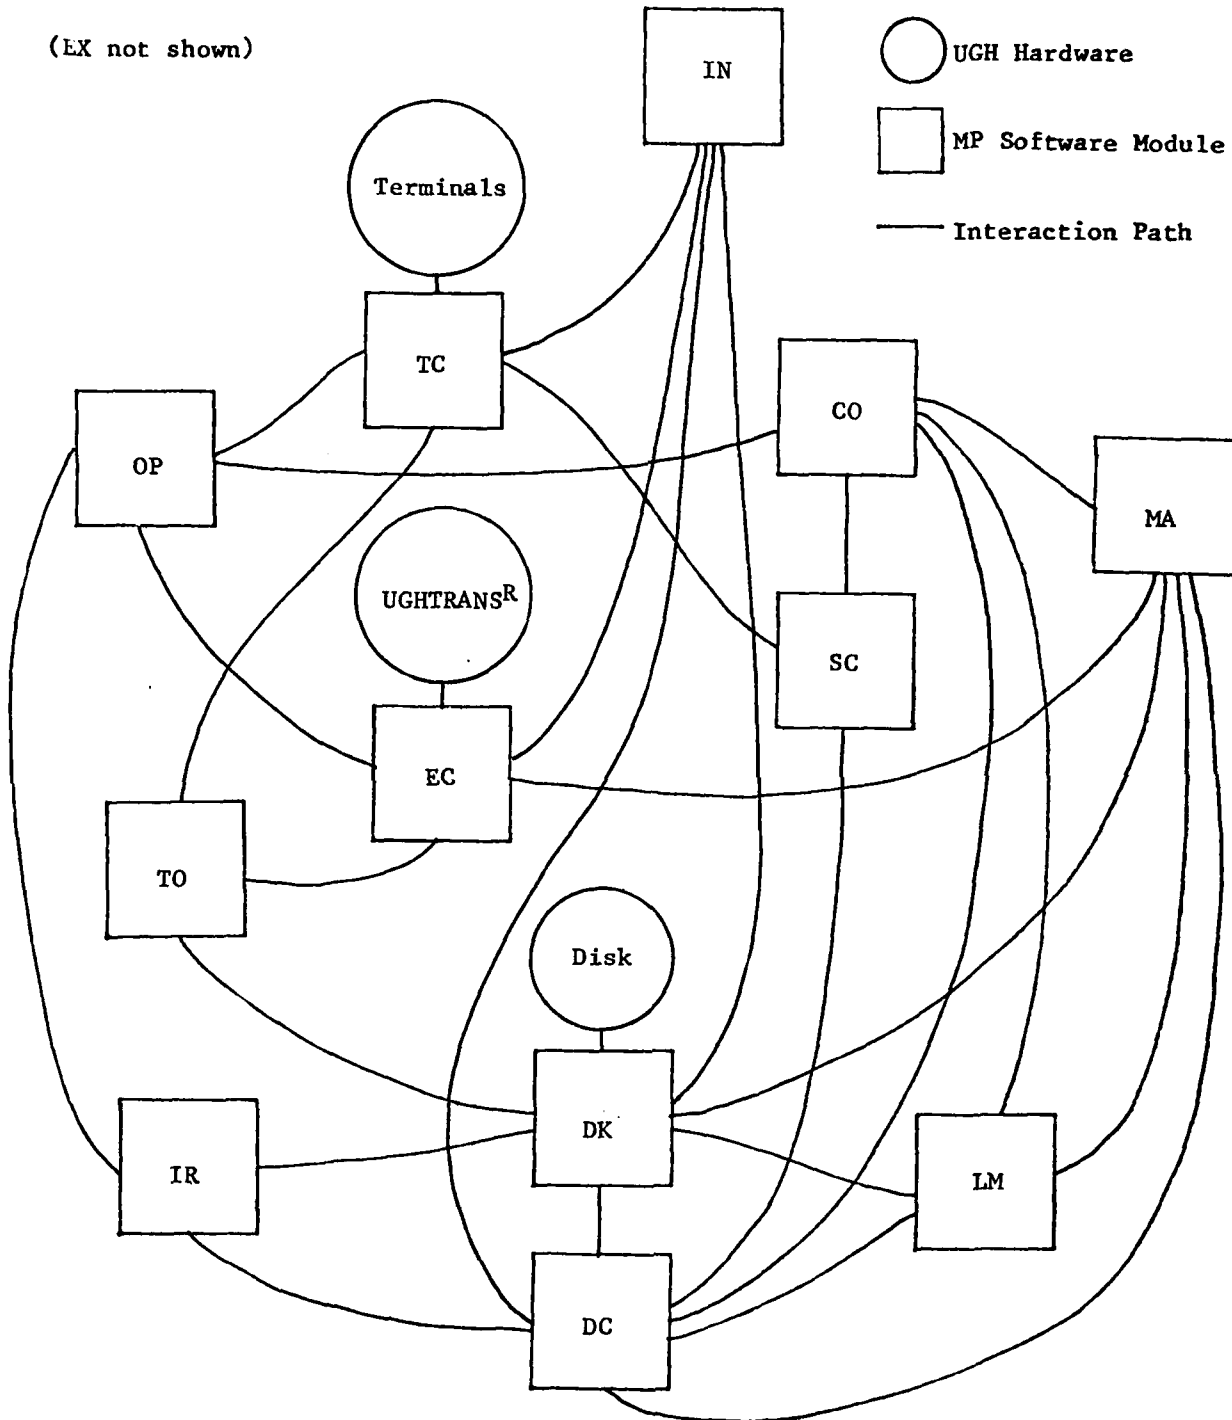 (EX not shown)
IN
UGH Hardware
MP Software Module
Interaction Path
Terminals
TC
CO
OP
MA
UGHTRANSR
SC
EC
TO
Disk
DK
IR
LM
DC